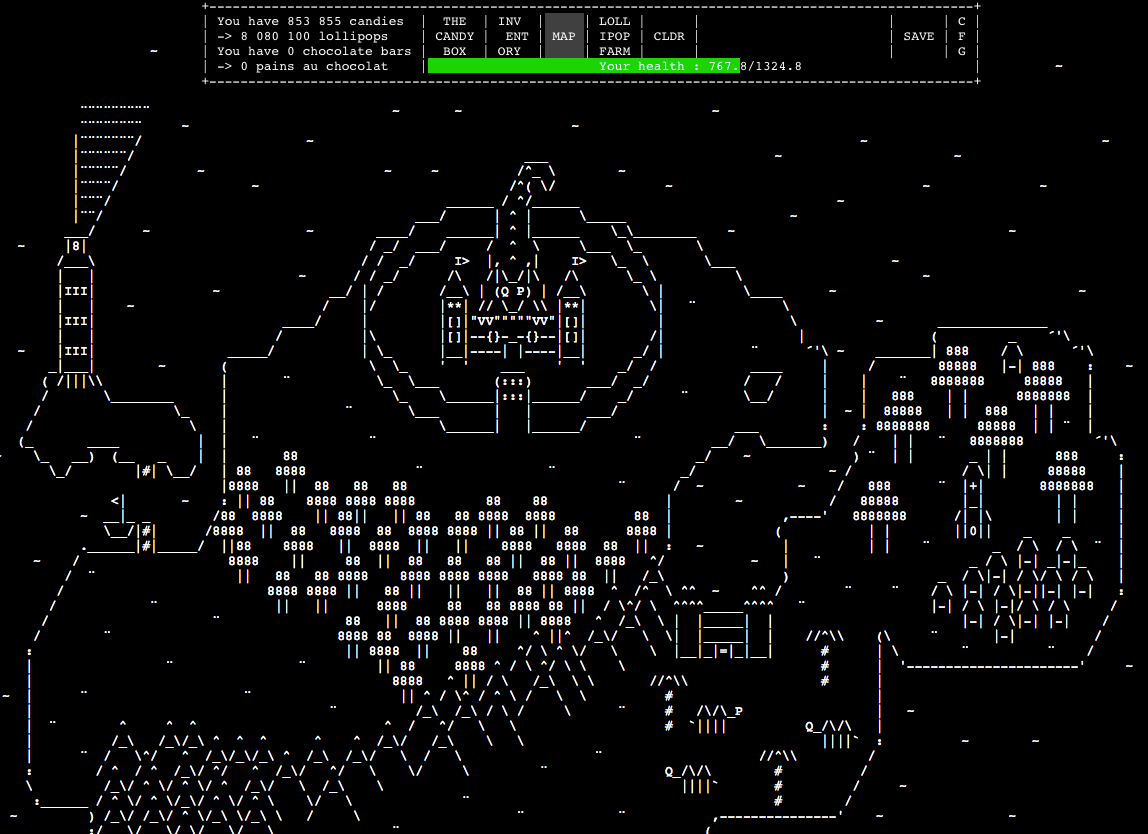 You have 853 855 candies
-> 8 080 100 lollipops
You have 0 chocolate bars
-> 0 pains au chocolat
THE
CANDY
BOX
INV
ENT
ORY
MAP
LOLL
IPOP
FARM
CLDR
SAVE
C
F
G
Your health : 767.8/1324.8